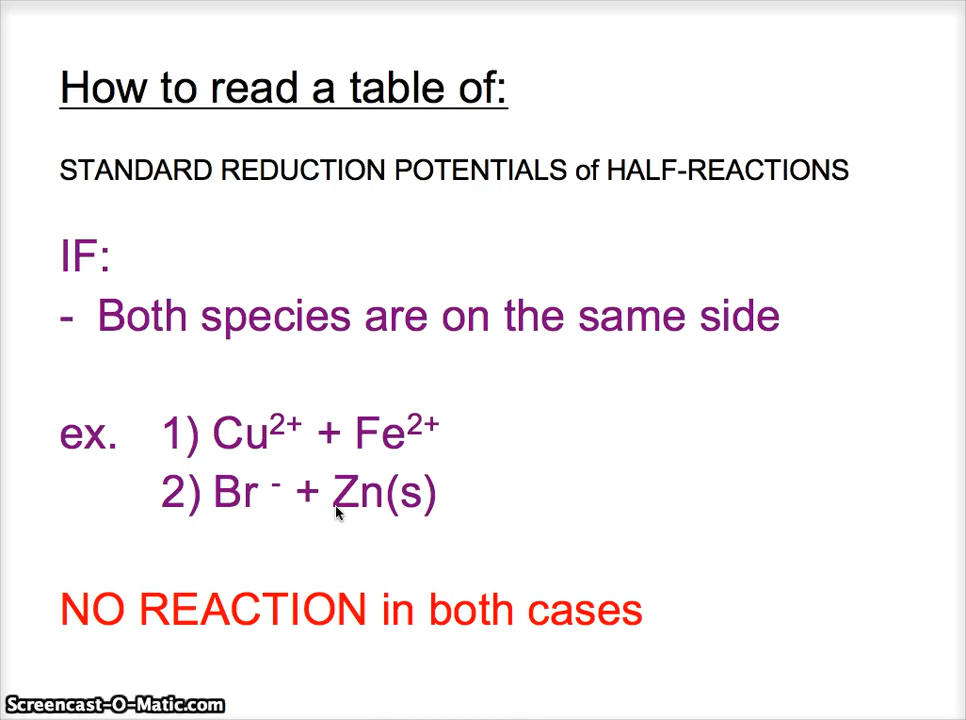 How to read a table of:
STANDARD REDUCTION POTENTIALS of HALF-REACTIONS
IF:
- Both species are on the same side
ex. 1) Cu²⁺ + Fe²⁺
2) Br ⁻ + Zn(s)
NO REACTION in both cases
Screencast-O-Matic.com